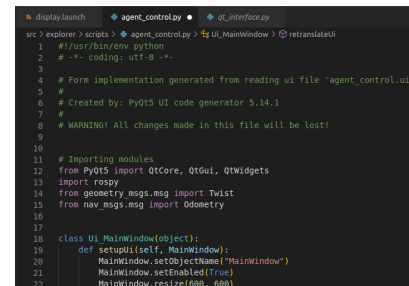 display.launch agent_control.py ● qt_interface.py
src > explorer > scripts > agent_control.py > Ui_MainWindow > retranslateUi
1 #!/usr/bin/env python
2 # -*- coding: utf-8 -*-
3
4 # Form implementation generated from reading ui file 'agent_control.ui
5 #
6 # Created by: PyQt5 UI code generator 5.14.1
7 #
8 # WARNING! All changes made in this file will be lost!
9
10
11 # Importing modules
12 from PyQt5 import QtCore, QtGui, QtWidgets
13 import rospy
14 from geometry_msgs.msg import Twist
15 from nav_msgs.msg import Odometry
16
17
18 class Ui_MainWindow(object):
19 def setupUi(self, MainWindow):
20 MainWindow.setObjectName("MainWindow")
21 MainWindow.setEnabled(True)
22 MainWindow.resize(600, 600)